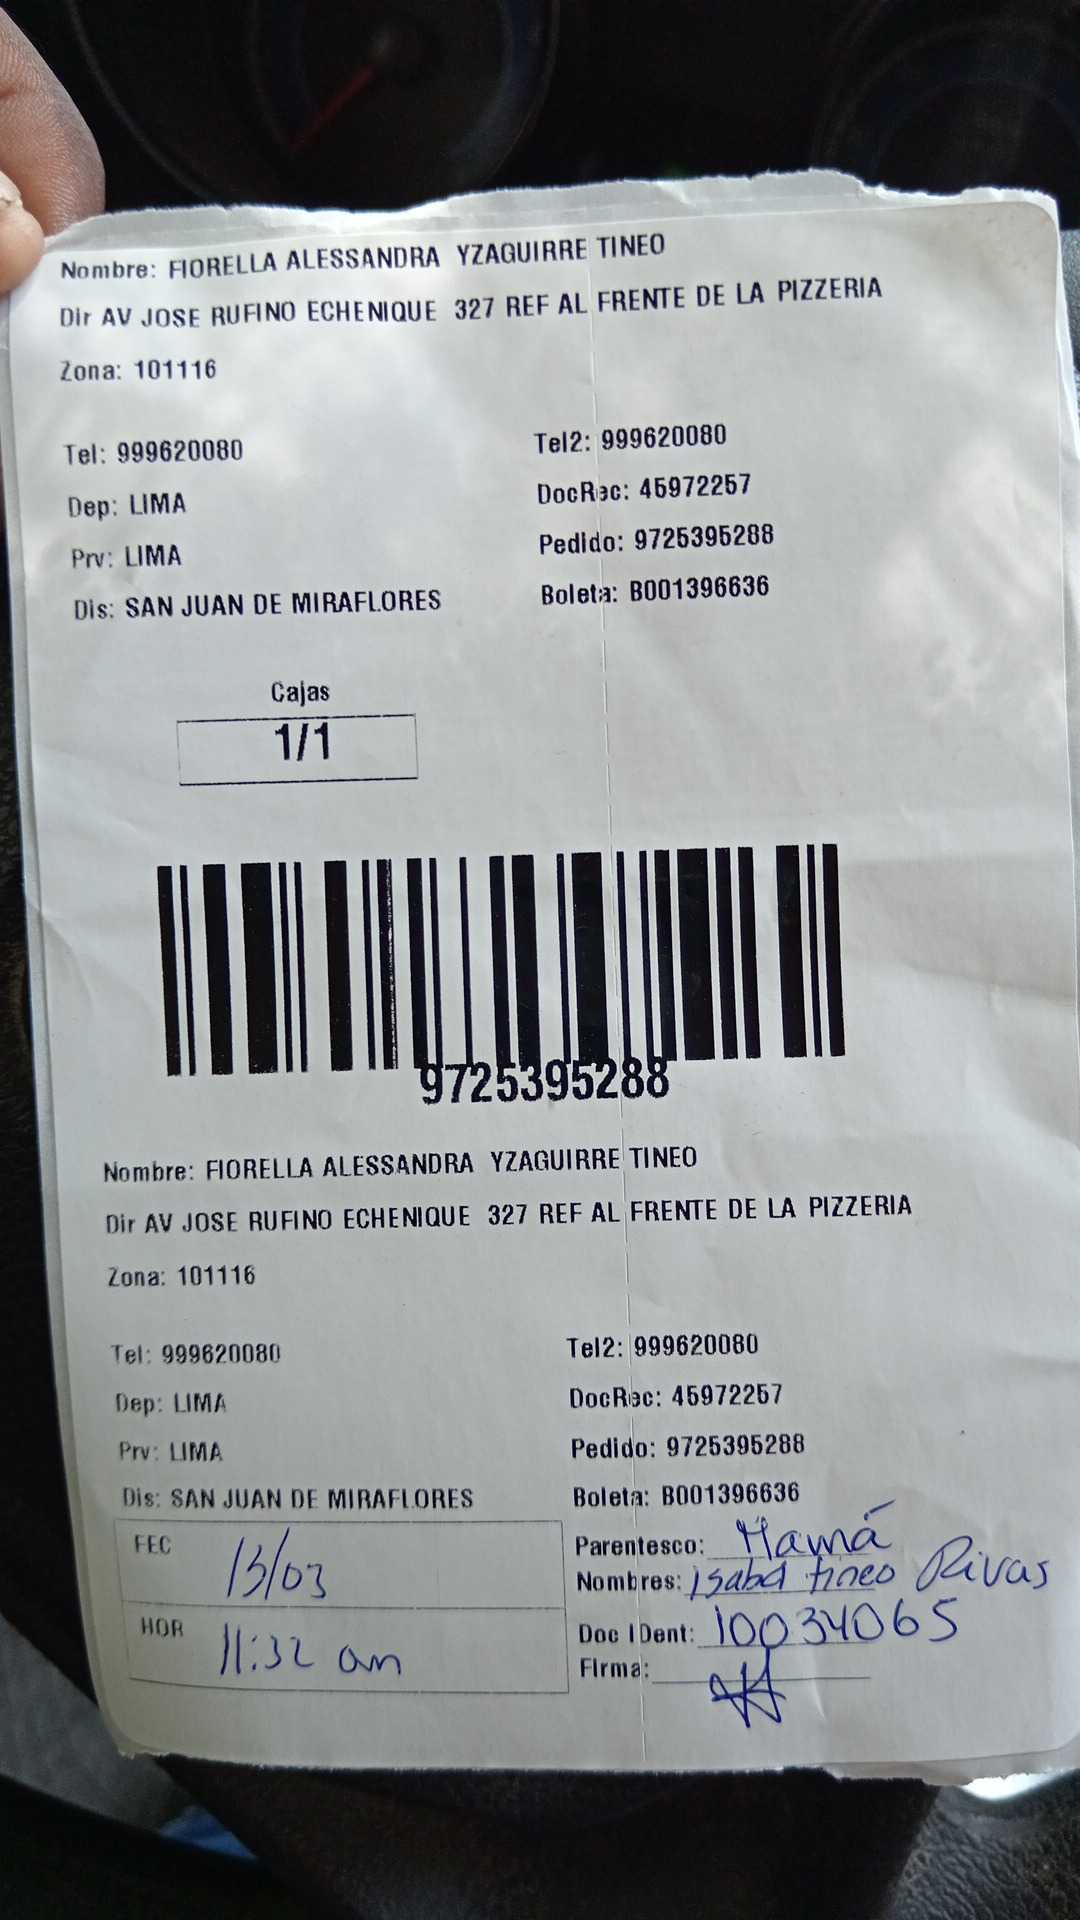 Nombre: FIORELLA ALESSANDRA YZAGUIRRE TINEO
Dir AV JOSE RUFINO ECHENIQUE 327 REF AL FRENTE DE LA PIZZERIA
Zona: 101116
Tel: 999620080 Tel2: 999620080
Dep: LIMA DocRec: 45972257
Prv: LIMA Pedido: 9725395288
Dis: SAN JUAN DE MIRAFLORES Boleta: B001396636
Cajas
1/1
9725395288
Nombre: FIORELLA ALESSANDRA YZAGUIRRE TINEO
Dir AV JOSE RUFINO ECHENIQUE 327 REF AL FRENTE DE LA PIZZERIA
Zona: 101116
Tel: 999620080 Tel2: 999620080
Dep: LIMA DocRec: 45972257
Prv: LIMA Pedido: 9725395288
Dis: SAN JUAN DE MIRAFLORES Boleta: B001396636
FEC 13/03 Parentesco: Mamá
Nombres: Isabel tineo Rivas
HOR 11:32 am Doc IDent: 10034065
Firma: